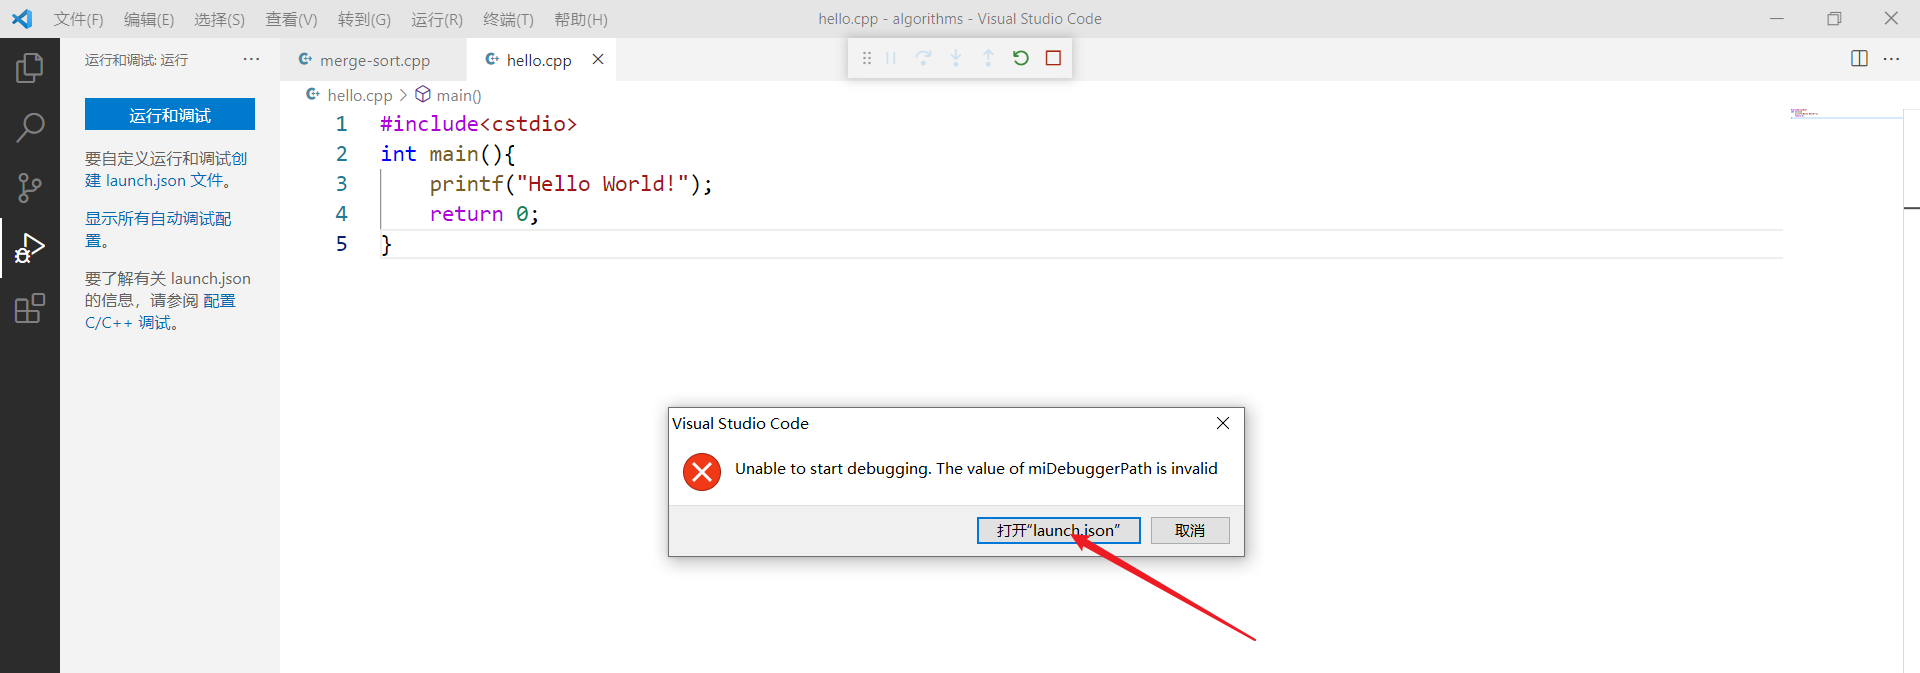 文件(F) 编辑(E) 选择(S) 查看(V) 转到(G) 运行(R) 终端(T) 帮助(H) hello.cpp - algorithms - Visual Studio Code
运行和调试: 运行
merge-sort.cpp hello.cpp
hello.cpp > main()
运行和调试
要自定义运行和调试创
建 launch.json 文件。
显示所有自动调试配
置。
要了解有关 launch.json
的信息，请参阅 配置
C/C++ 调试。
1 #include<cstdio>
2 int main(){
3 printf("Hello World!");
4 return 0;
5 }
Visual Studio Code
Unable to start debugging. The value of miDebuggerPath is invalid
打开“launch.json” 取消